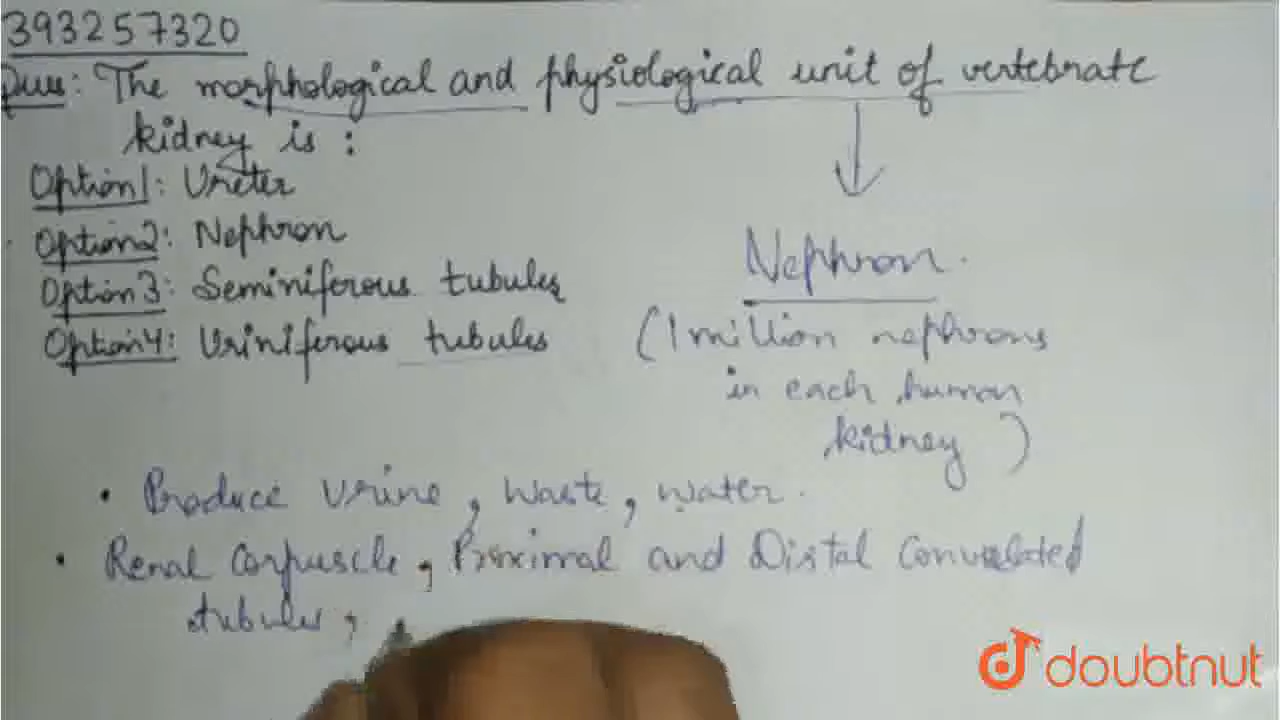 393257320
Ques: The morphological and physiological unit of vertebrate
kidney is :
Option1: Ureter
Option2: Nephron
Option3: Seminiferous tubules
Option4: Uriniferous tubules
Nephron.
(1 million nephrons
in each human
kidney )
• Produce Urine, Waste, water.
• Renal Corpuscle, Proximal and Distal Convulated
tubules,
doubtnut